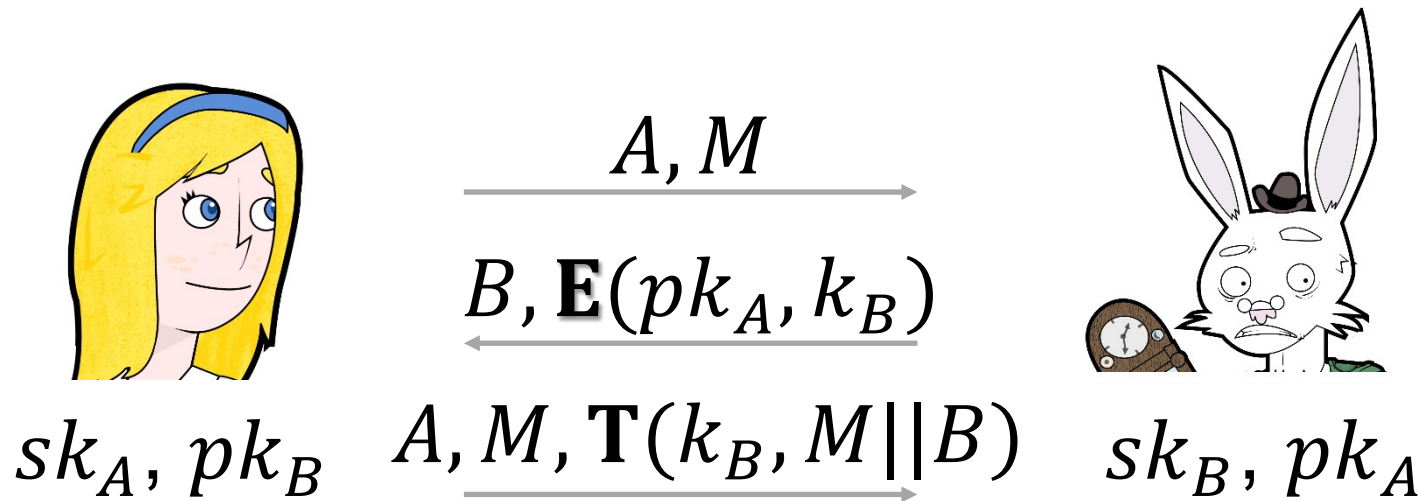 A, M
B, E(pk_A, k_B)
A, M, T(k_B, M||B)
sk_A, pk_B
sk_B, pk_A